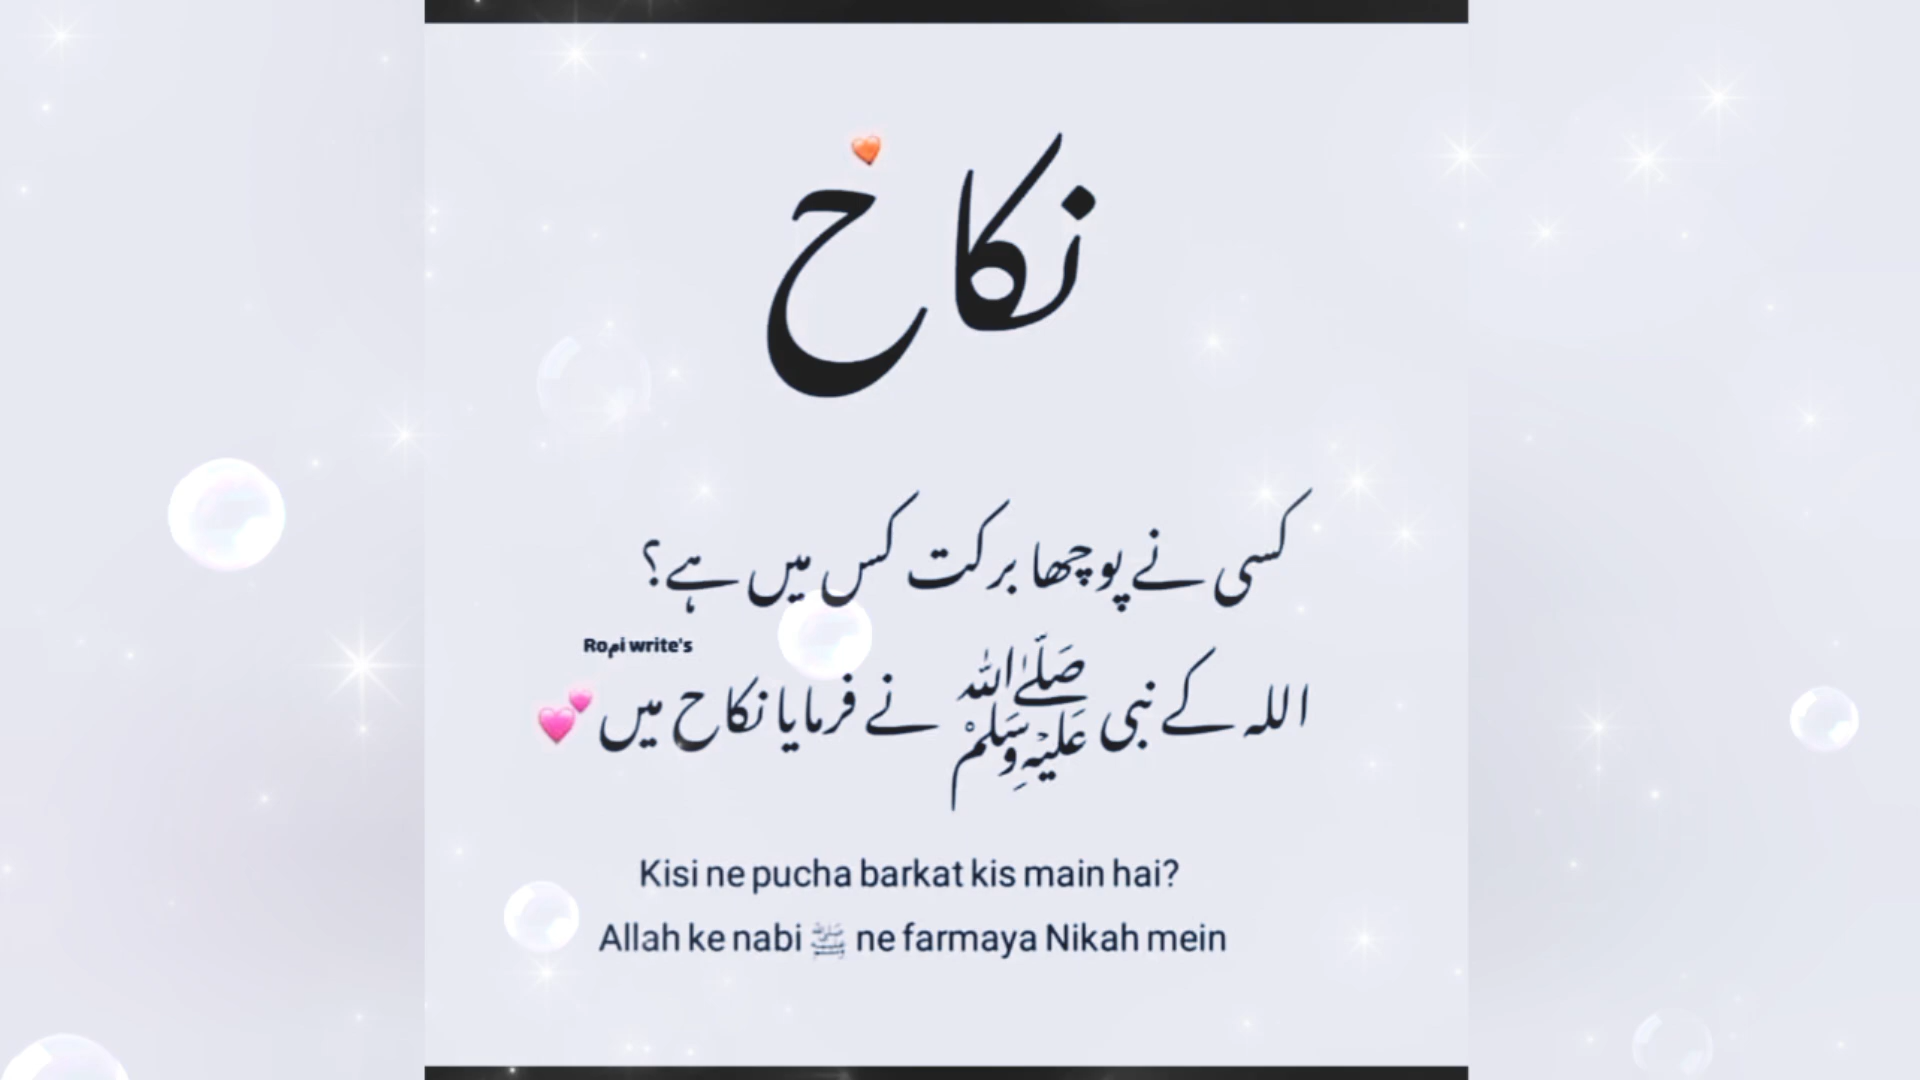 نکاح
کسی نے پوچھا برکت کس میں ہے؟
Romi write's
اللہ کے نبی صلی اللہ علیہ وسلم نے فرمایا نکاح میں 💕
Kisi ne pucha barkat kis main hai?
Allah ke nabi ﷺ ne farmaya Nikah mein